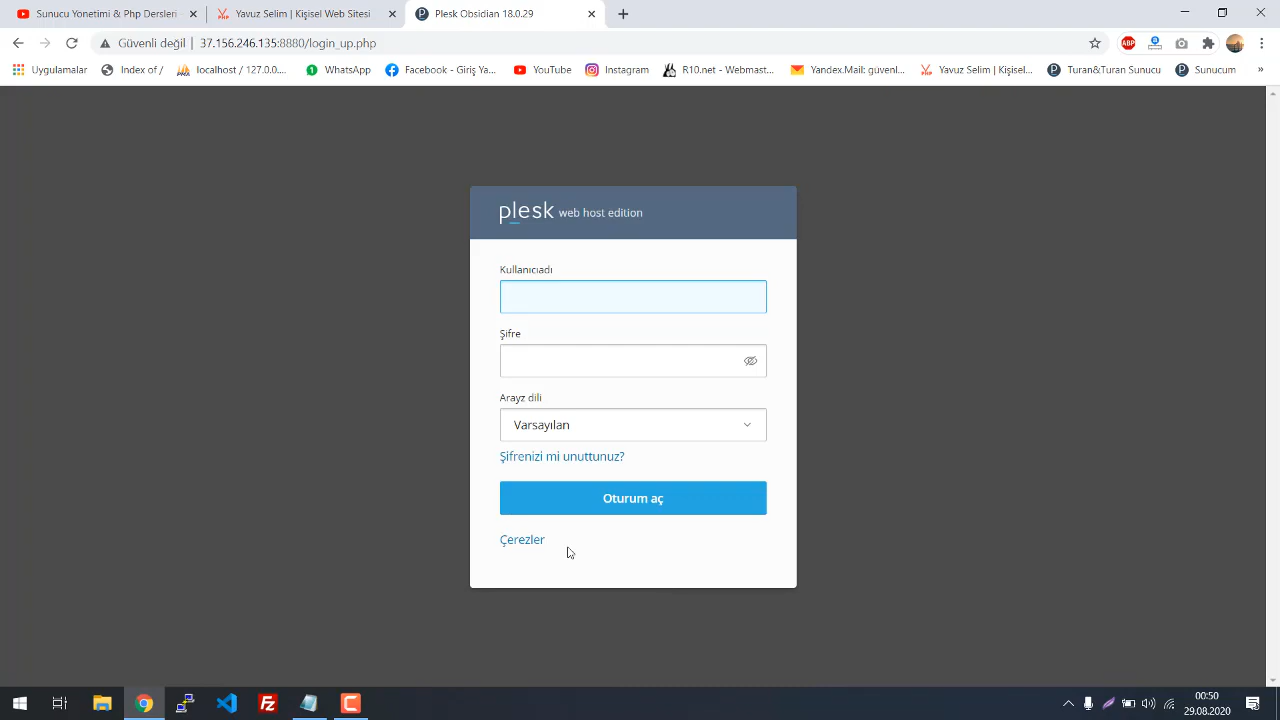 Sunucu Yönetimi & Php Dersleri
Yavuz Selim | Kişisel Web Sitesi
Plesk Obsidian 18.0.29
Güvenli değil | 37.156.246.135:8880/login_up.php
ABP
Uygulamalar
Index of /
localhost / 127.0.0...
WhatsApp
Facebook - Giriş Y...
YouTube
Instagram
R10.net - Webmast...
Yandex.Mail: güvenl...
Yavuz Selim | Kişisel...
Turan&Turan Sunucu
Sunucum
»
plesk web host edition
Kullanıcıadı
Şifre
Arayz dili
Varsayılan
Şifrenizi mi unuttunuz?
Oturum aç
Çerezler
00:50
29.08.2020